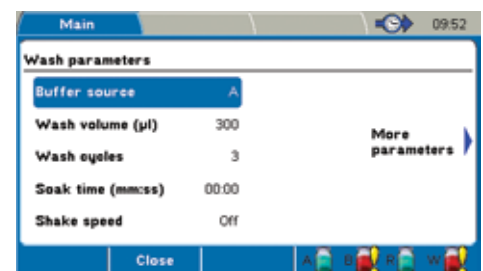 Main 09:52
Wash parameters
Buffer source A
Wash volume (µl) 300
Wash cycles 3
Soak time (mm:ss) 00:00
Shake speed Off
More
parameters
Close A B R W